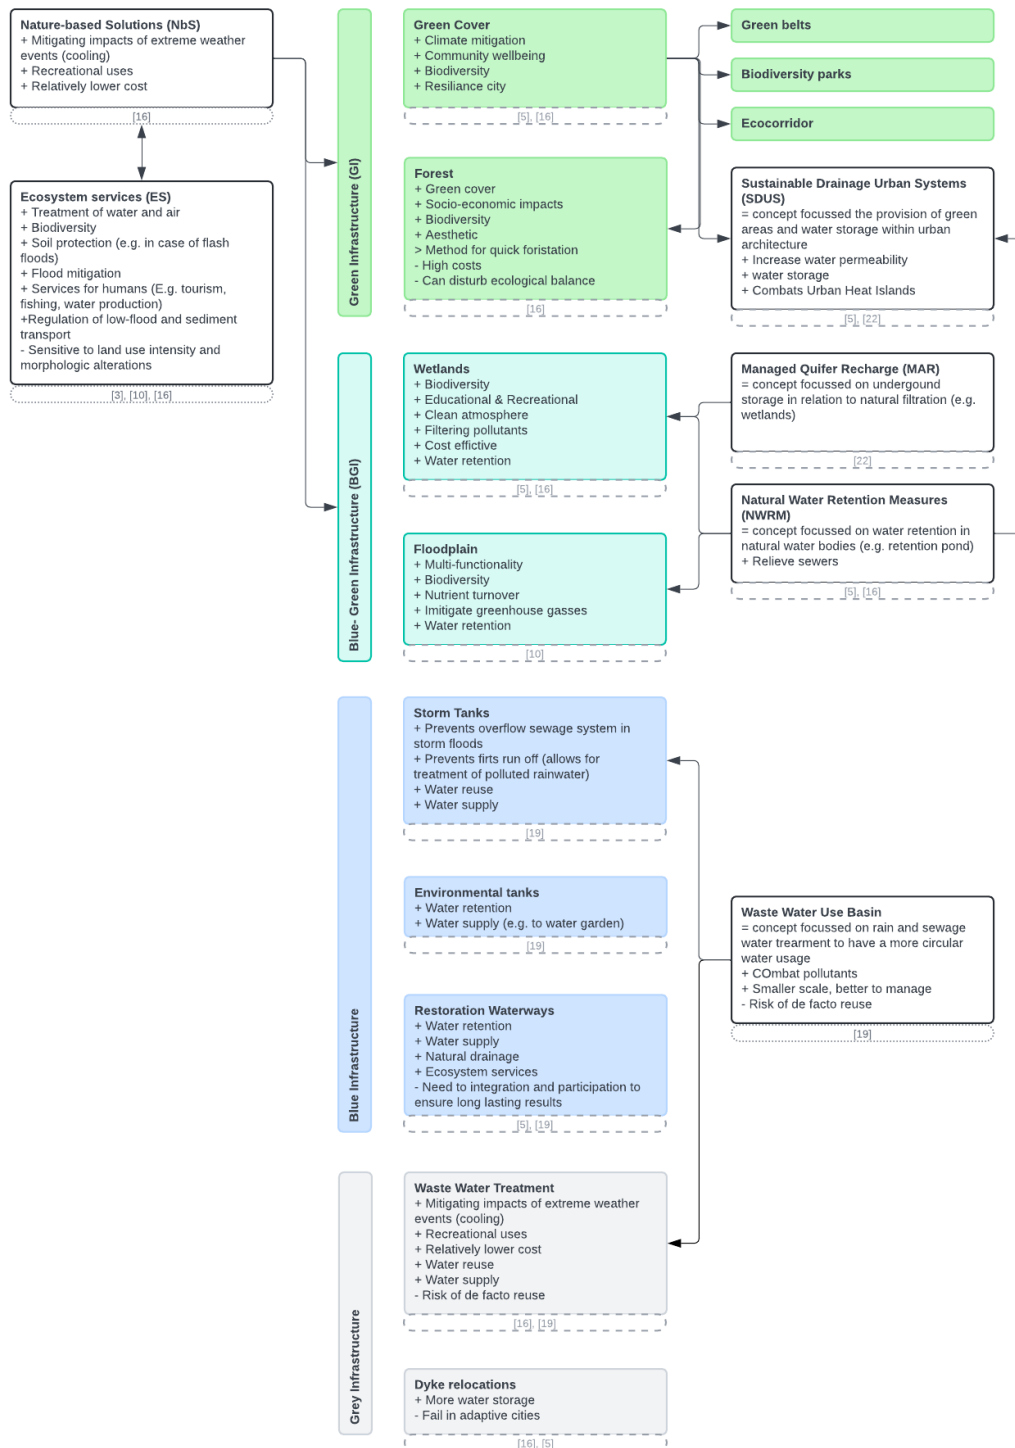 Nature-based Solutions (NbS)
+ Mitigating impacts of extreme weather
events (cooling)
+ Recreational uses
+ Relatively lower cost
[16]
Ecosystem services (ES)
+ Treatment of water and air
+ Biodiversity
+ Soil protection (e.g. in case of flash
floods)
+ Flood mitigation
+ Services for humans (E.g. tourism,
fishing, water production)
+Regulation of low-flood and sediment
transport
- Sensitive to land use intensity and
morphologic alterations
[3], [10], [16]
Green Infrastructure (GI)
Green Cover
+ Climate mitigation
+ Community wellbeing
+ Biodiversity
+ Resiliance city
[5], [16]
Forest
+ Green cover
+ Socio-economic impacts
+ Biodiversity
+ Aesthetic
> Method for quick foristation
- High costs
- Can disturb ecological balance
[16]
Green belts
Biodiversity parks
Ecocorridor
Sustainable Drainage Urban Systems
(SDUS)
= concept focussed the provision of green
areas and water storage within urban
architecture
+ Increase water permeability
+ water storage
+ Combats Urban Heat Islands
[5], [22]
Blue- Green Infrastructure (BGI)
Wetlands
+ Biodiversity
+ Educational & Recreational
+ Clean atmosphere
+ Filtering pollutants
+ Cost effictive
+ Water retention
[5], [16]
Floodplain
+ Multi-functionality
+ Biodiversity
+ Nutrient turnover
+ Imitigate greenhouse gasses
+ Water retention
[10]
Managed Quifer Recharge (MAR)
= concept focussed on undergound
storage in relation to natural filtration (e.g.
wetlands)
[22]
Natural Water Retention Measures
(NWRM)
= concept focussed on water retention in
natural water bodies (e.g. retention pond)
+ Relieve sewers
[5], [16]
Blue Infrastructure
Storm Tanks
+ Prevents overflow sewage system in
storm floods
+ Prevents firts run off (allows for
treatment of polluted rainwater)
+ Water reuse
+ Water supply
[19]
Environmental tanks
+ Water retention
+ Water supply (e.g. to water garden)
[19]
Restoration Waterways
+ Water retention
+ Water supply
+ Natural drainage
+ Ecosystem services
- Need to integration and participation to
ensure long lasting results
[5], [19]
Waste Water Use Basin
= concept focussed on rain and sewage
water trearment to have a more circular
water usage
+ COmbat pollutants
+ Smaller scale, better to manage
- Risk of de facto reuse
[19]
Grey Infrastructure
Waste Water Treatment
+ Mitigating impacts of extreme weather
events (cooling)
+ Recreational uses
+ Relatively lower cost
+ Water reuse
+ Water supply
- Risk of de facto reuse
[16], [19]
Dyke relocations
+ More water storage
- Fail in adaptive cities
[16], [5]